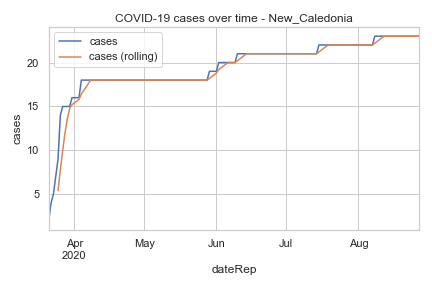 COVID-19 cases over time - New_Caledonia
cases
cases (rolling)
20
15
10
5
cases
Apr
2020
May
Jun
Jul
Aug
dateRep